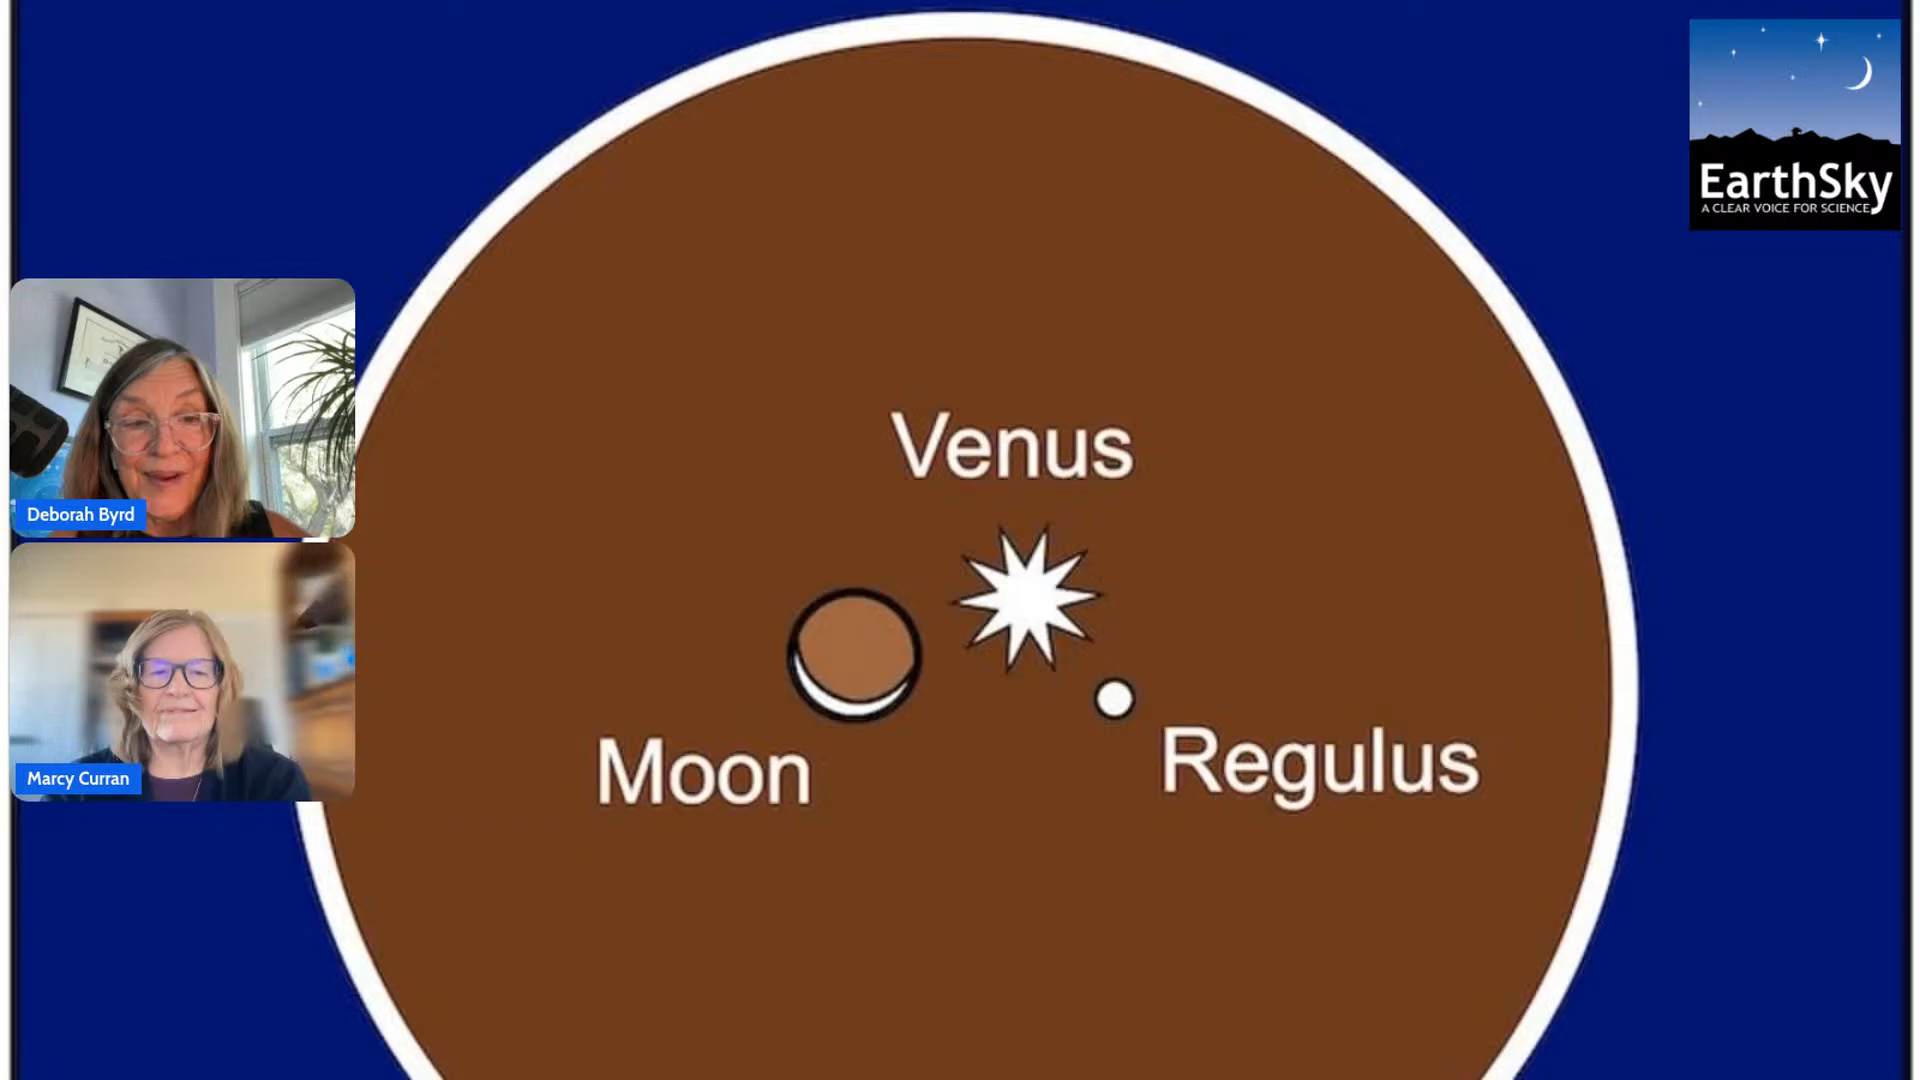 EarthSky
A CLEAR VOICE FOR SCIENCE
Venus
Moon
Regulus
Deborah Byrd
Marcy Curran